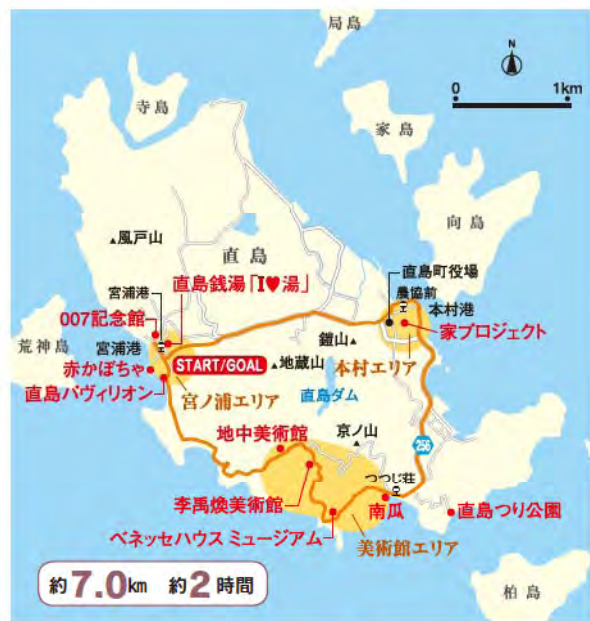 局島
N
0 1km
寺島
家島
向島
▲風戸山
直島
直島町役場
農協前
本村港
直島銭湯「I♥湯」
宮浦港
007記念館
家プロジェクト
荒神島
宮浦港
鎧山▲
START/GOAL
▲地蔵山
本村エリア
赤かぼちゃ
直島パヴィリオン
宮ノ浦エリア
直島ダム
地中美術館
京ノ山
256
つつじ荘
李禹煥美術館
南瓜
直島つり公園
ベネッセハウス ミュージアム
美術館エリア
約7.0km 約2時間
柏島